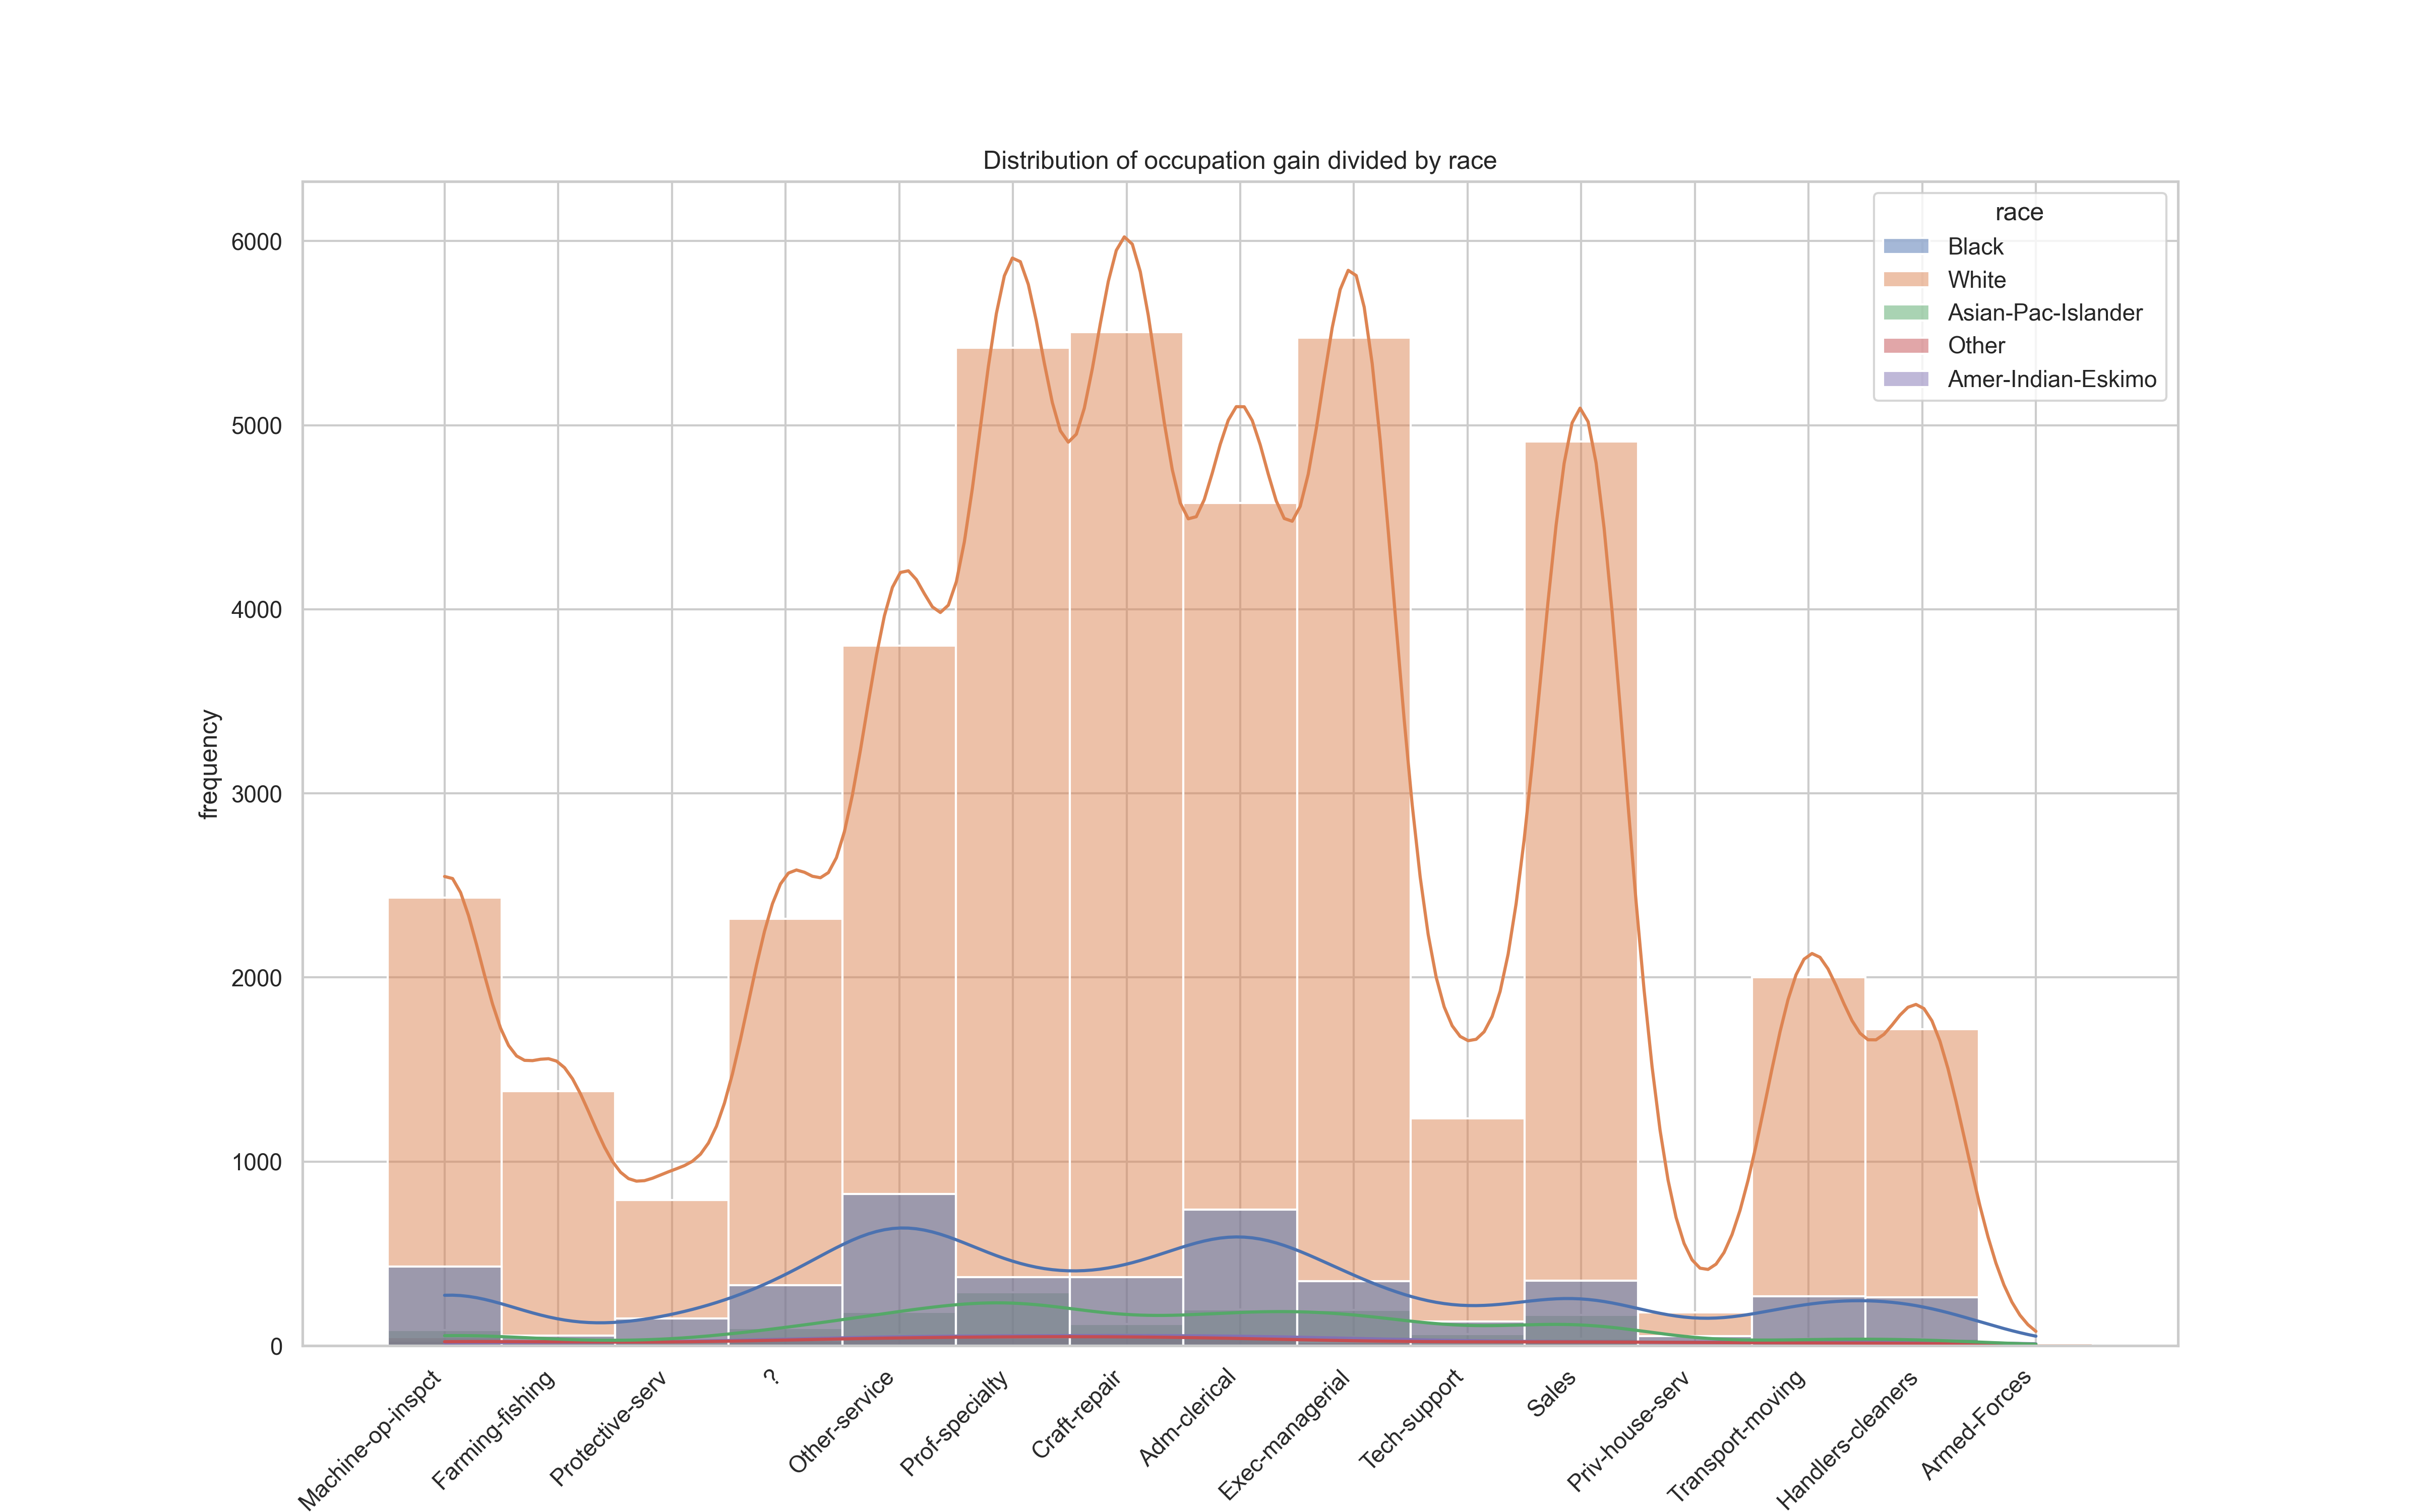 Distribution of occupation gain divided by race
race
Black
White
Asian-Pac-Islander
Other
Amer-Indian-Eskimo
frequency
6000
5000
4000
3000
2000
1000
0
Machine-op-inspct
Farming-fishing
Protective-serv
?
Other-service
Prof-specialty
Craft-repair
Adm-clerical
Exec-managerial
Tech-support
Sales
Priv-house-serv
Transport-moving
Handlers-cleaners
Armed-Forces